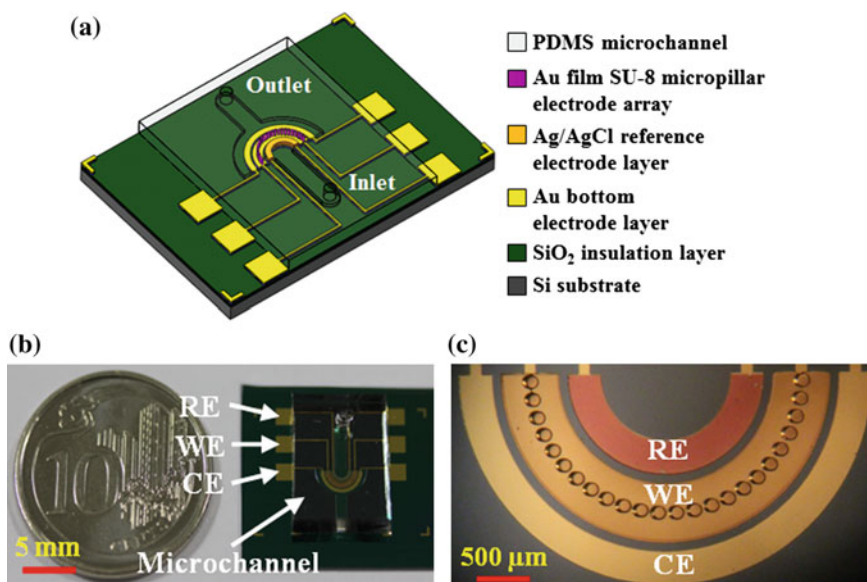 (a)
Outlet
Inlet
PDMS microchannel
Au film SU-8 micropillar
electrode array
Ag/AgCl reference
electrode layer
Au bottom
electrode layer
SiO₂ insulation layer
Si substrate
(b)
10
RE
WE
CE
Microchannel
5 mm
(c)
RE
WE
CE
500 µm